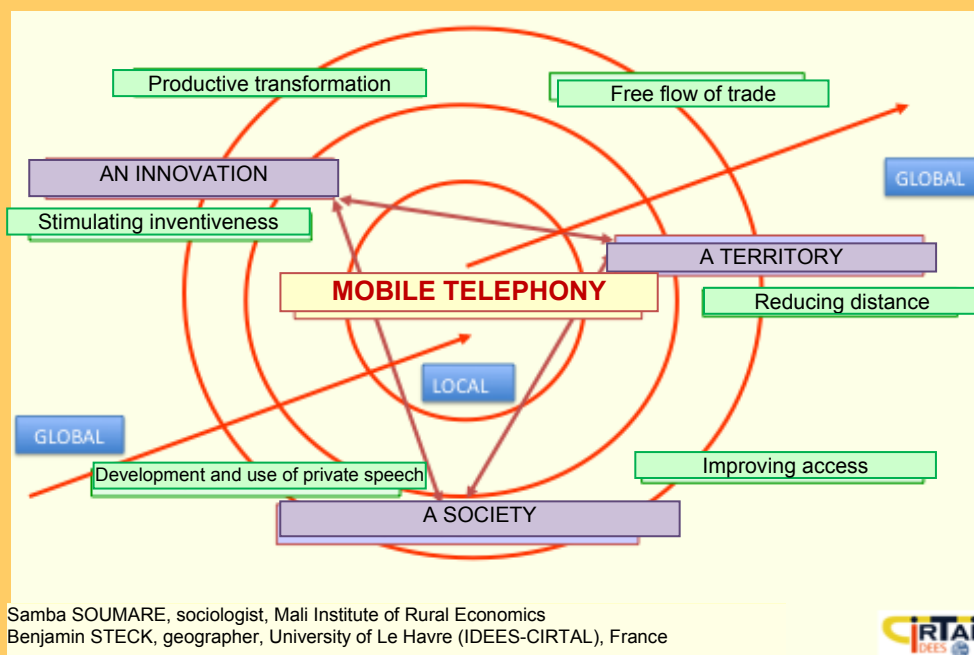 Productive transformation
Free flow of trade
AN INNOVATION
GLOBAL
Stimulating inventiveness
A TERRITORY
MOBILE TELEPHONY
Reducing distance
LOCAL
GLOBAL
Development and use of private speech
Improving access
A SOCIETY
Samba SOUMARE, sociologist, Mali Institute of Rural Economics
Benjamin STECK, geographer, University of Le Havre (IDEES-CIRTAL), France
CIRTAI
IDEES